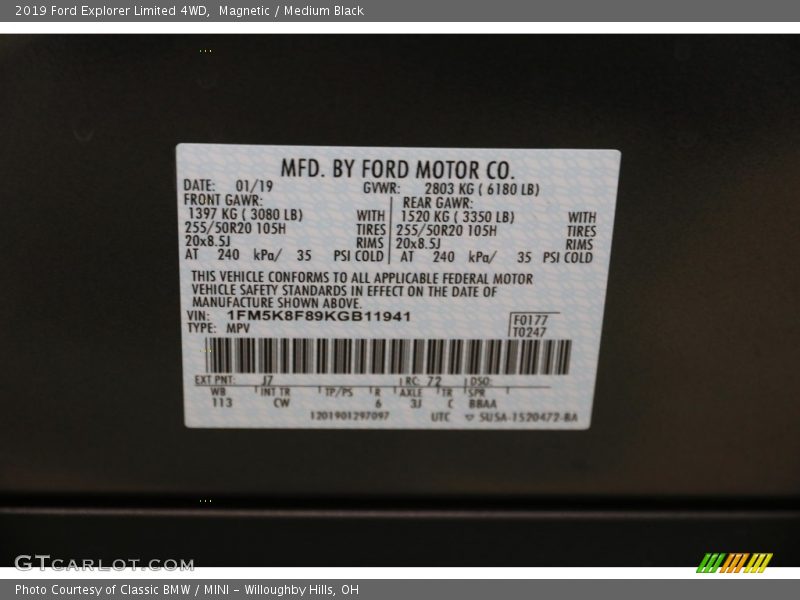 2019 Ford Explorer Limited 4WD,  Magnetic / Medium Black
MFD. BY FORD MOTOR CO.
DATE: 01/19 GVWR: 2803 KG ( 6180 LB)
FRONT GAWR: REAR GAWR:
1397 KG ( 3080 LB) WITH 1520 KG ( 3350 LB) WITH
255/50R20 105H TIRES 255/50R20 105H TIRES
20x8.5J RIMS 20x8.5J RIMS
AT 240 kPa/ 35 PSI COLD AT 240 kPa/ 35 PSI COLD
THIS VEHICLE CONFORMS TO ALL APPLICABLE FEDERAL MOTOR
VEHICLE SAFETY STANDARDS IN EFFECT ON THE DATE OF
MANUFACTURE SHOWN ABOVE.
VIN: 1FM5K8F89KGB11941 F0177
TYPE: MPV T0247
EXT PNT: J7 RC: 72 DSO:
WB INT TR TP/PS R AXLE TR SPR
113 CW 6 3J C BBAA
1201901297097 UTC SU5A-1520472-BA
GTCARLOT.COM
Photo Courtesy of Classic BMW / MINI - Willoughby Hills, OH